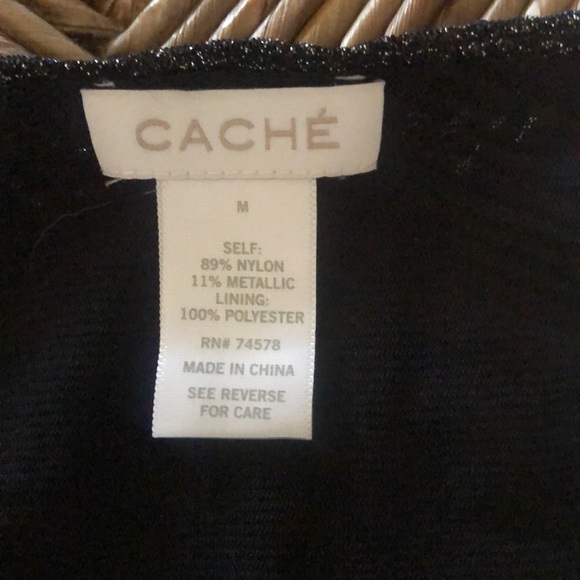 CACHÉ
M
SELF:
89% NYLON
11% METALLIC
LINING:
100% POLYESTER
RN# 74578
MADE IN CHINA
SEE REVERSE
FOR CARE